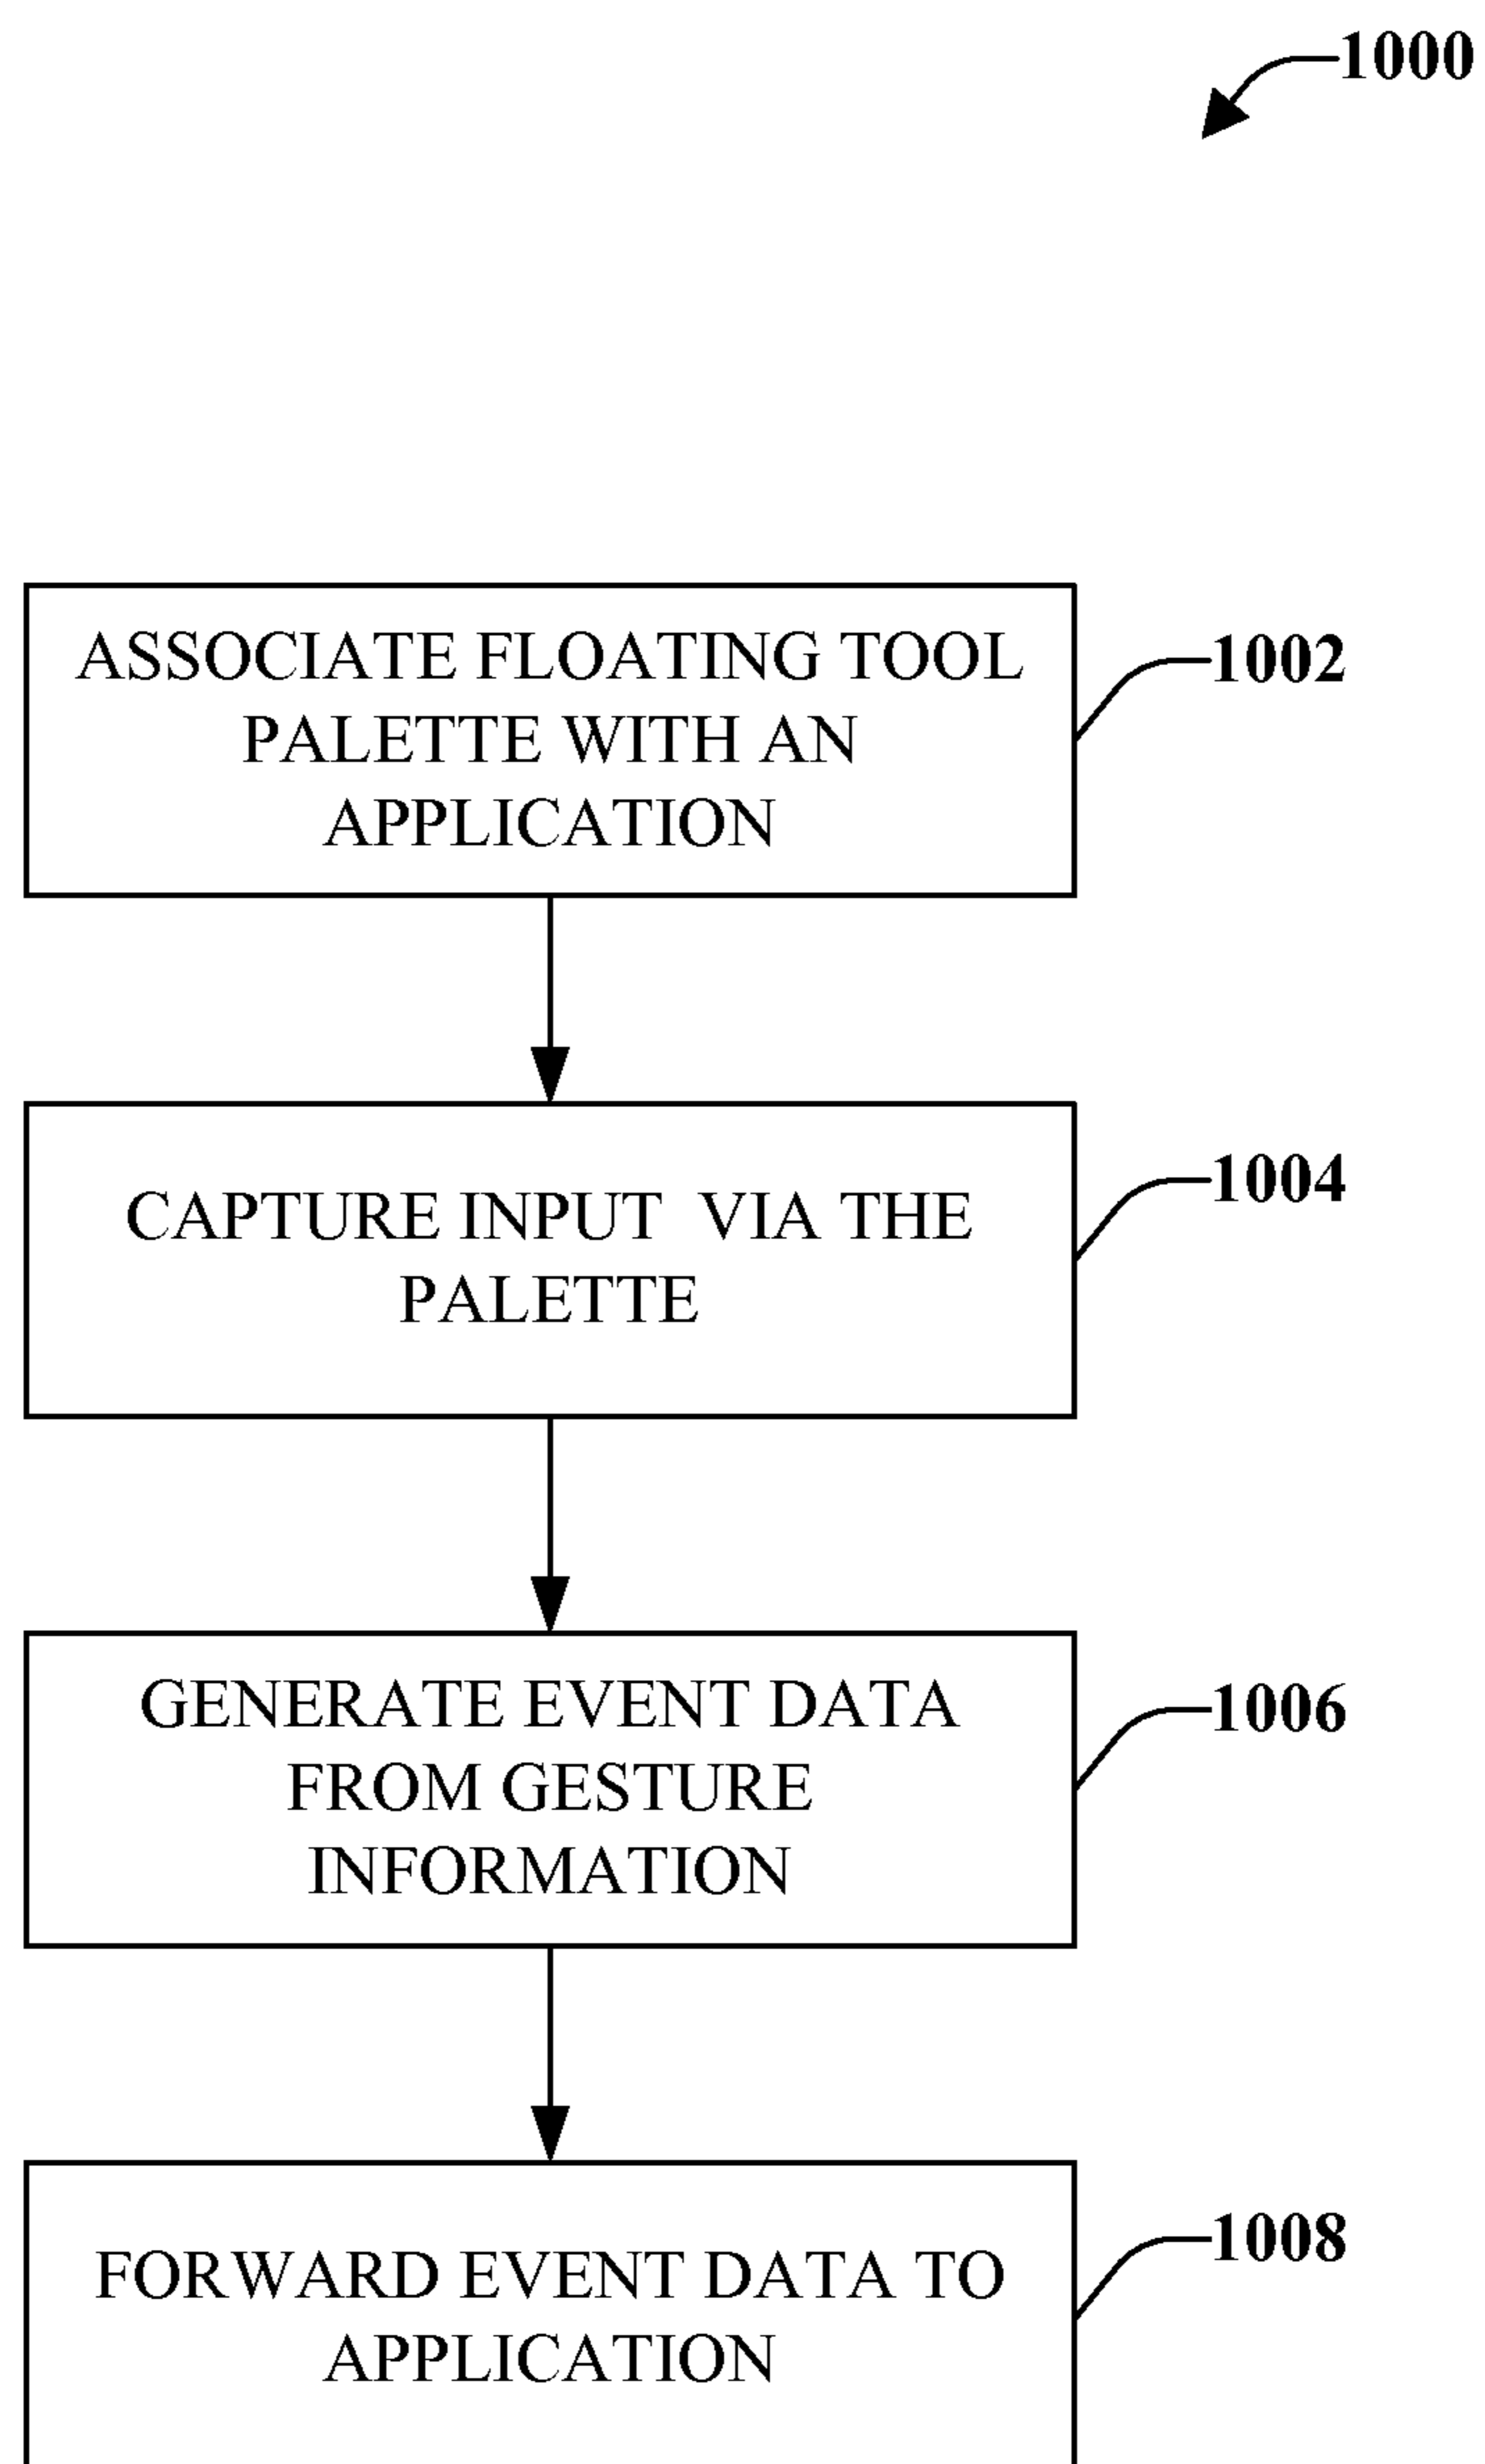 1000
ASSOCIATE FLOATING TOOL
PALETTE WITH AN
APPLICATION
1002
CAPTURE INPUT VIA THE
PALETTE
1004
GENERATE EVENT DATA
FROM GESTURE
INFORMATION
1006
FORWARD EVENT DATA TO
APPLICATION
1008